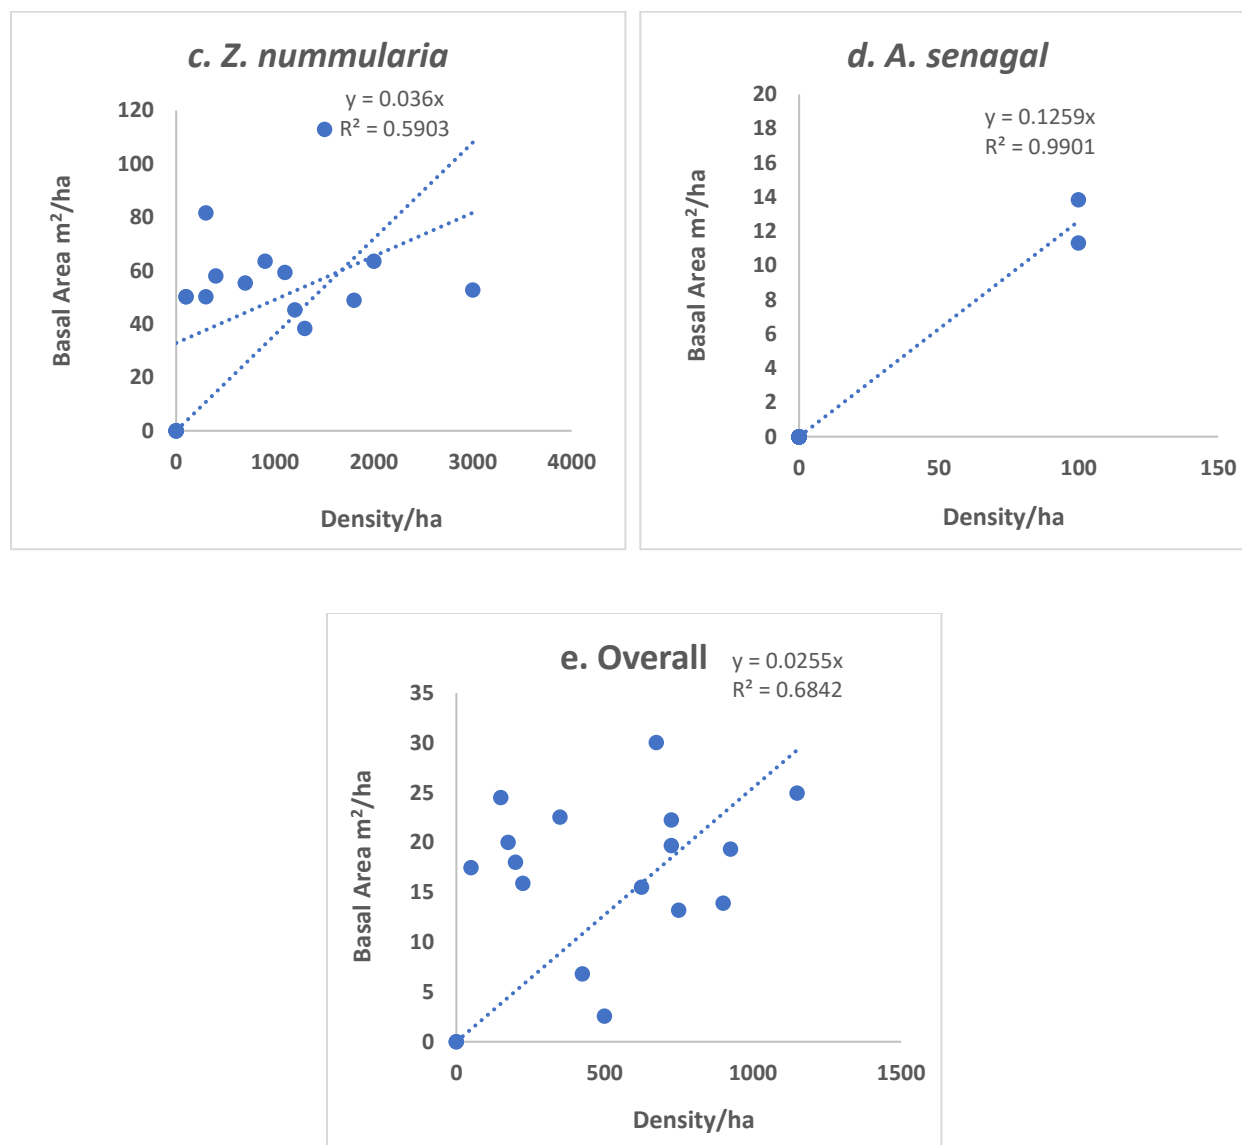 c. Z. nummularia
y = 0.036x
R² = 0.5903
120
100
80
60
40
20
0
0 1000 2000 3000 4000
Basal Area m²/ha
Density/ha
d. A. senagal
y = 0.1259x
R² = 0.9901
20
18
16
14
12
10
8
6
4
2
0
0 50 100 150
Basal Area m²/ha
Density/ha
e. Overall
y = 0.0255x
R² = 0.6842
35
30
25
20
15
10
5
0
0 500 1000 1500
Basal Area m²/ha
Density/ha